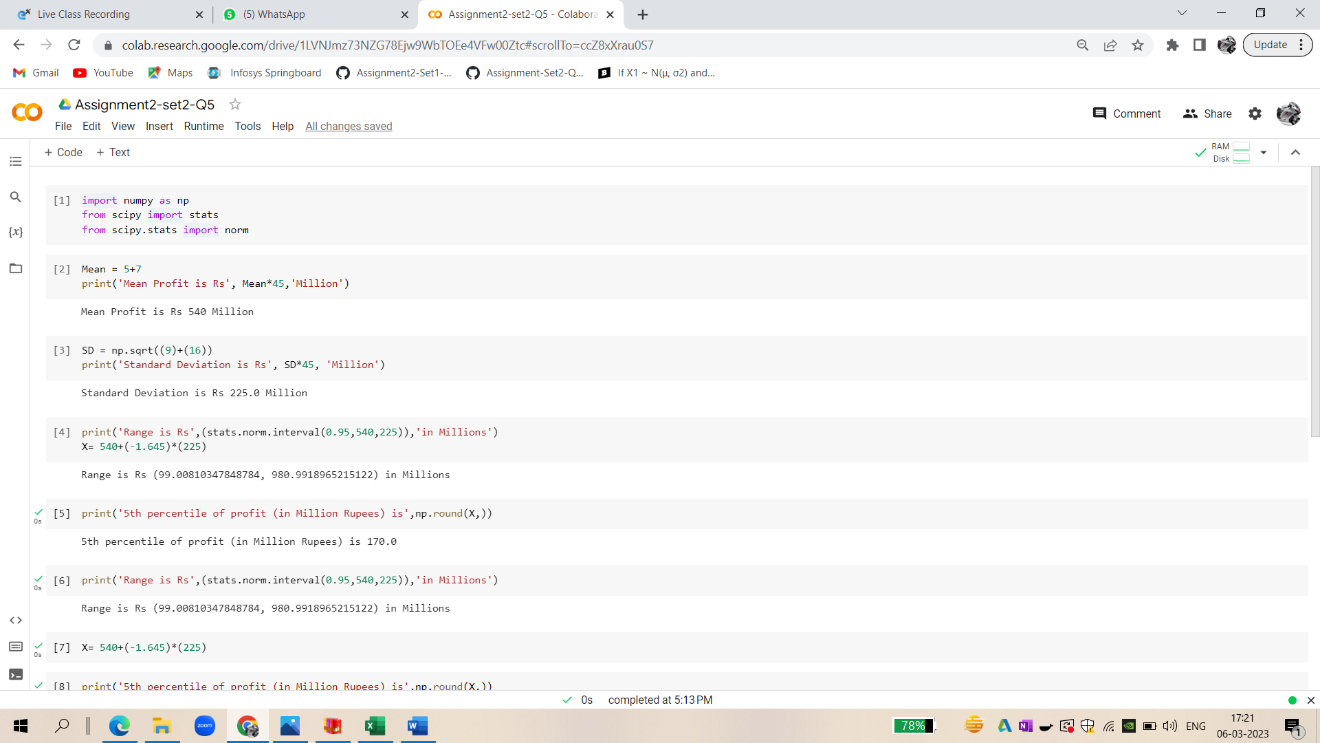 Live Class Recording
(5) WhatsApp
Assignment2-set2-Q5 - Colabora
colab.research.google.com/drive/1LVNJmz73NZG78Ejw9WbTOEe4VFw00Ztc#scrollTo=ccZ8xXrau0S7
Update
Gmail
YouTube
Maps
Infosys Springboard
Assignment2-Set1-...
Assignment-Set2-Q...
If X1 ~ N(μ, σ2) and...
Assignment2-set2-Q5
File Edit View Insert Runtime Tools Help All changes saved
Comment
Share
+ Code + Text
RAM
Disk
[1] import numpy as np
from scipy import stats
from scipy.stats import norm
{x}
[2] Mean = 5+7
print('Mean Profit is Rs', Mean*45,'Million')
Mean Profit is Rs 540 Million
[3] SD = np.sqrt((9)+(16))
print('Standard Deviation is Rs', SD*45, 'Million')
Standard Deviation is Rs 225.0 Million
[4] print('Range is Rs',(stats.norm.interval(0.95,540,225)),'in Millions')
X= 540+(-1.645)*(225)
Range is Rs (99.00810347848784, 980.9918965215122) in Millions
0s
[5] print('5th percentile of profit (in Million Rupees) is',np.round(X,))
5th percentile of profit (in Million Rupees) is 170.0
0s
[6] print('Range is Rs',(stats.norm.interval(0.95,540,225)),'in Millions')
Range is Rs (99.00810347848784, 980.9918965215122) in Millions
0s
[7] X= 540+(-1.645)*(225)
[8] print('5th percentile of profit (in Million Rupees) is',np.round(X,))
0s completed at 5:13 PM
zoom
78%
ENG
17:21
06-03-2023
1